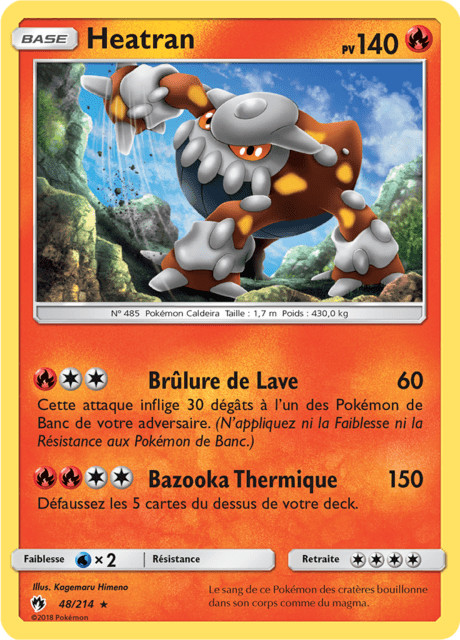 BASE Heatran PV 140
N° 485 Pokémon Caldeira Taille : 1,7 m Poids : 430,0 kg
Brûlure de Lave 60
Cette attaque inflige 30 dégâts à l'un des Pokémon de
Banc de votre adversaire. (N'appliquez ni la Faiblesse ni la
Résistance aux Pokémon de Banc.)
Bazooka Thermique 150
Défaussez les 5 cartes du dessus de votre deck.
Faiblesse × 2 Résistance Retraite
Illus. Kagemaru Himeno
48/214 ★
©2018 Pokémon
Le sang de ce Pokémon des cratères bouillonne
dans son corps comme du magma.